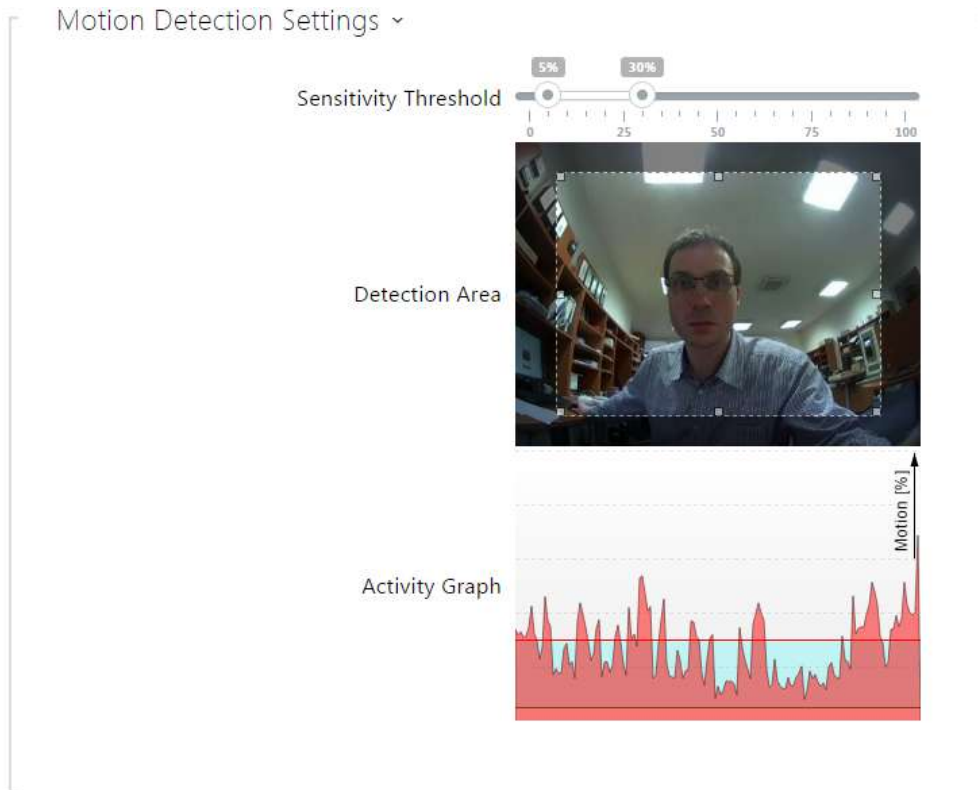 Motion Detection Settings
5% 30%
Sensitivity Threshold
0 25 50 75 100
Detection Area
Motion [%]
Activity Graph